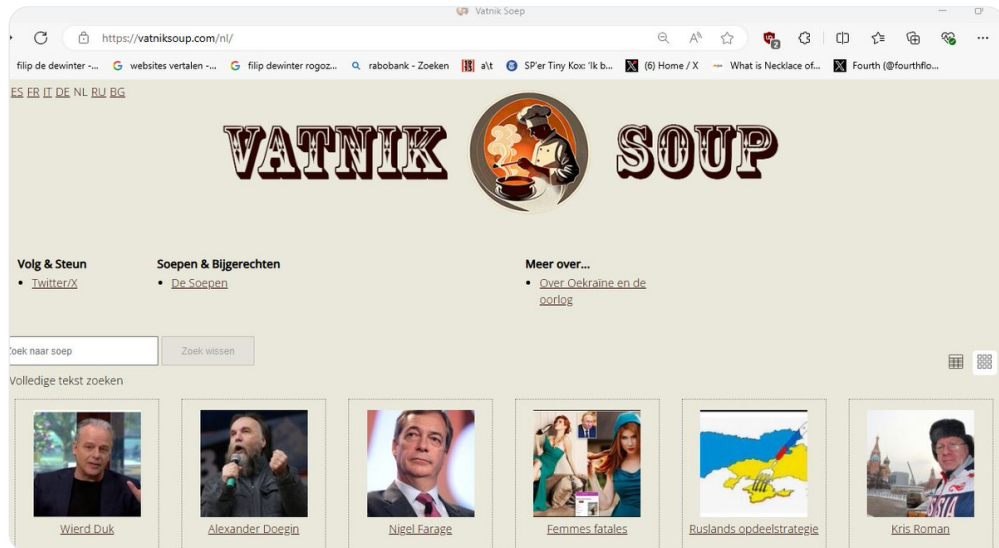 Vatnik Soep
https://vatniksoup.com/nl/
filip de dewinter -... websites vertalen -... filip dewinter rogoz... rabobank - Zoeken a\t SP'er Tiny Kox: 'Ik b... (6) Home / X What is Necklace of... Fourth (@fourthflo...
ES FR IT DE NL RU BG
VATNIK SOUP
Volg & Steun Soepen & Bijgerechten Meer over...
Twitter/X De Soepen Over Oekraïne en de
oorlog
Zoek naar soep Zoek wissen
Volledige tekst zoeken
Wierd Duk Alexander Doegin Nigel Farage Femmes fatales Ruslands opdeelstrategie Kris Roman